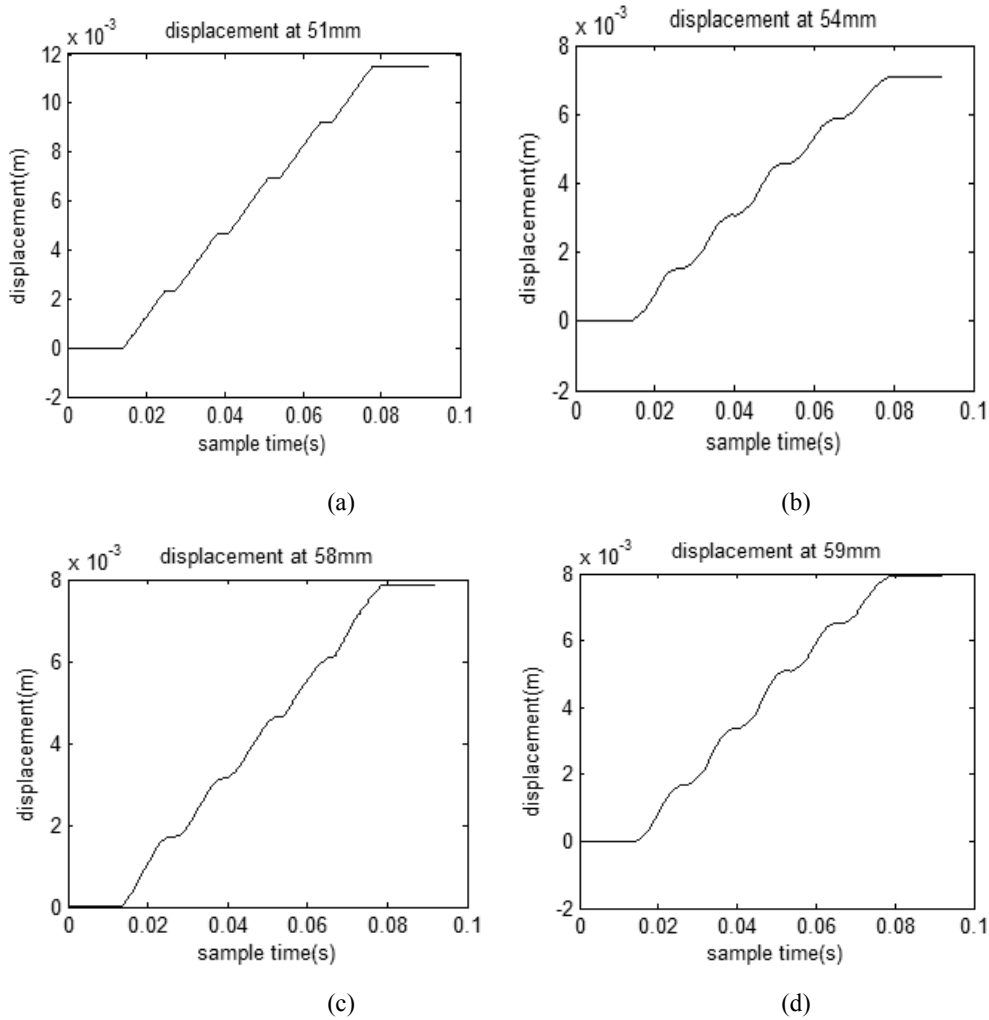 x 10^-3
displacement at 51mm
12
10
8
6
4
2
0
-2
displacement(m)
0 0.02 0.04 0.06 0.08 0.1
sample time(s)
(a)
x 10^-3
displacement at 54mm
8
6
4
2
0
-2
displacement(m)
0 0.02 0.04 0.06 0.08 0.1
sample time(s)
(b)
x 10^-3
displacement at 58mm
8
6
4
2
0
displacement(m)
0 0.02 0.04 0.06 0.08 0.1
sample time(s)
(c)
x 10^-3
displacement at 59mm
8
6
4
2
0
-2
displacement(m)
0 0.02 0.04 0.06 0.08 0.1
sample time(s)
(d)